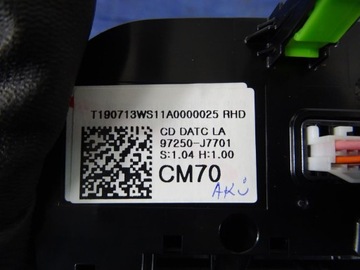 T190713WS11A0000025 RHD
CD DATC LA
97250-J7701
S:1.04 H:1.00
CM70